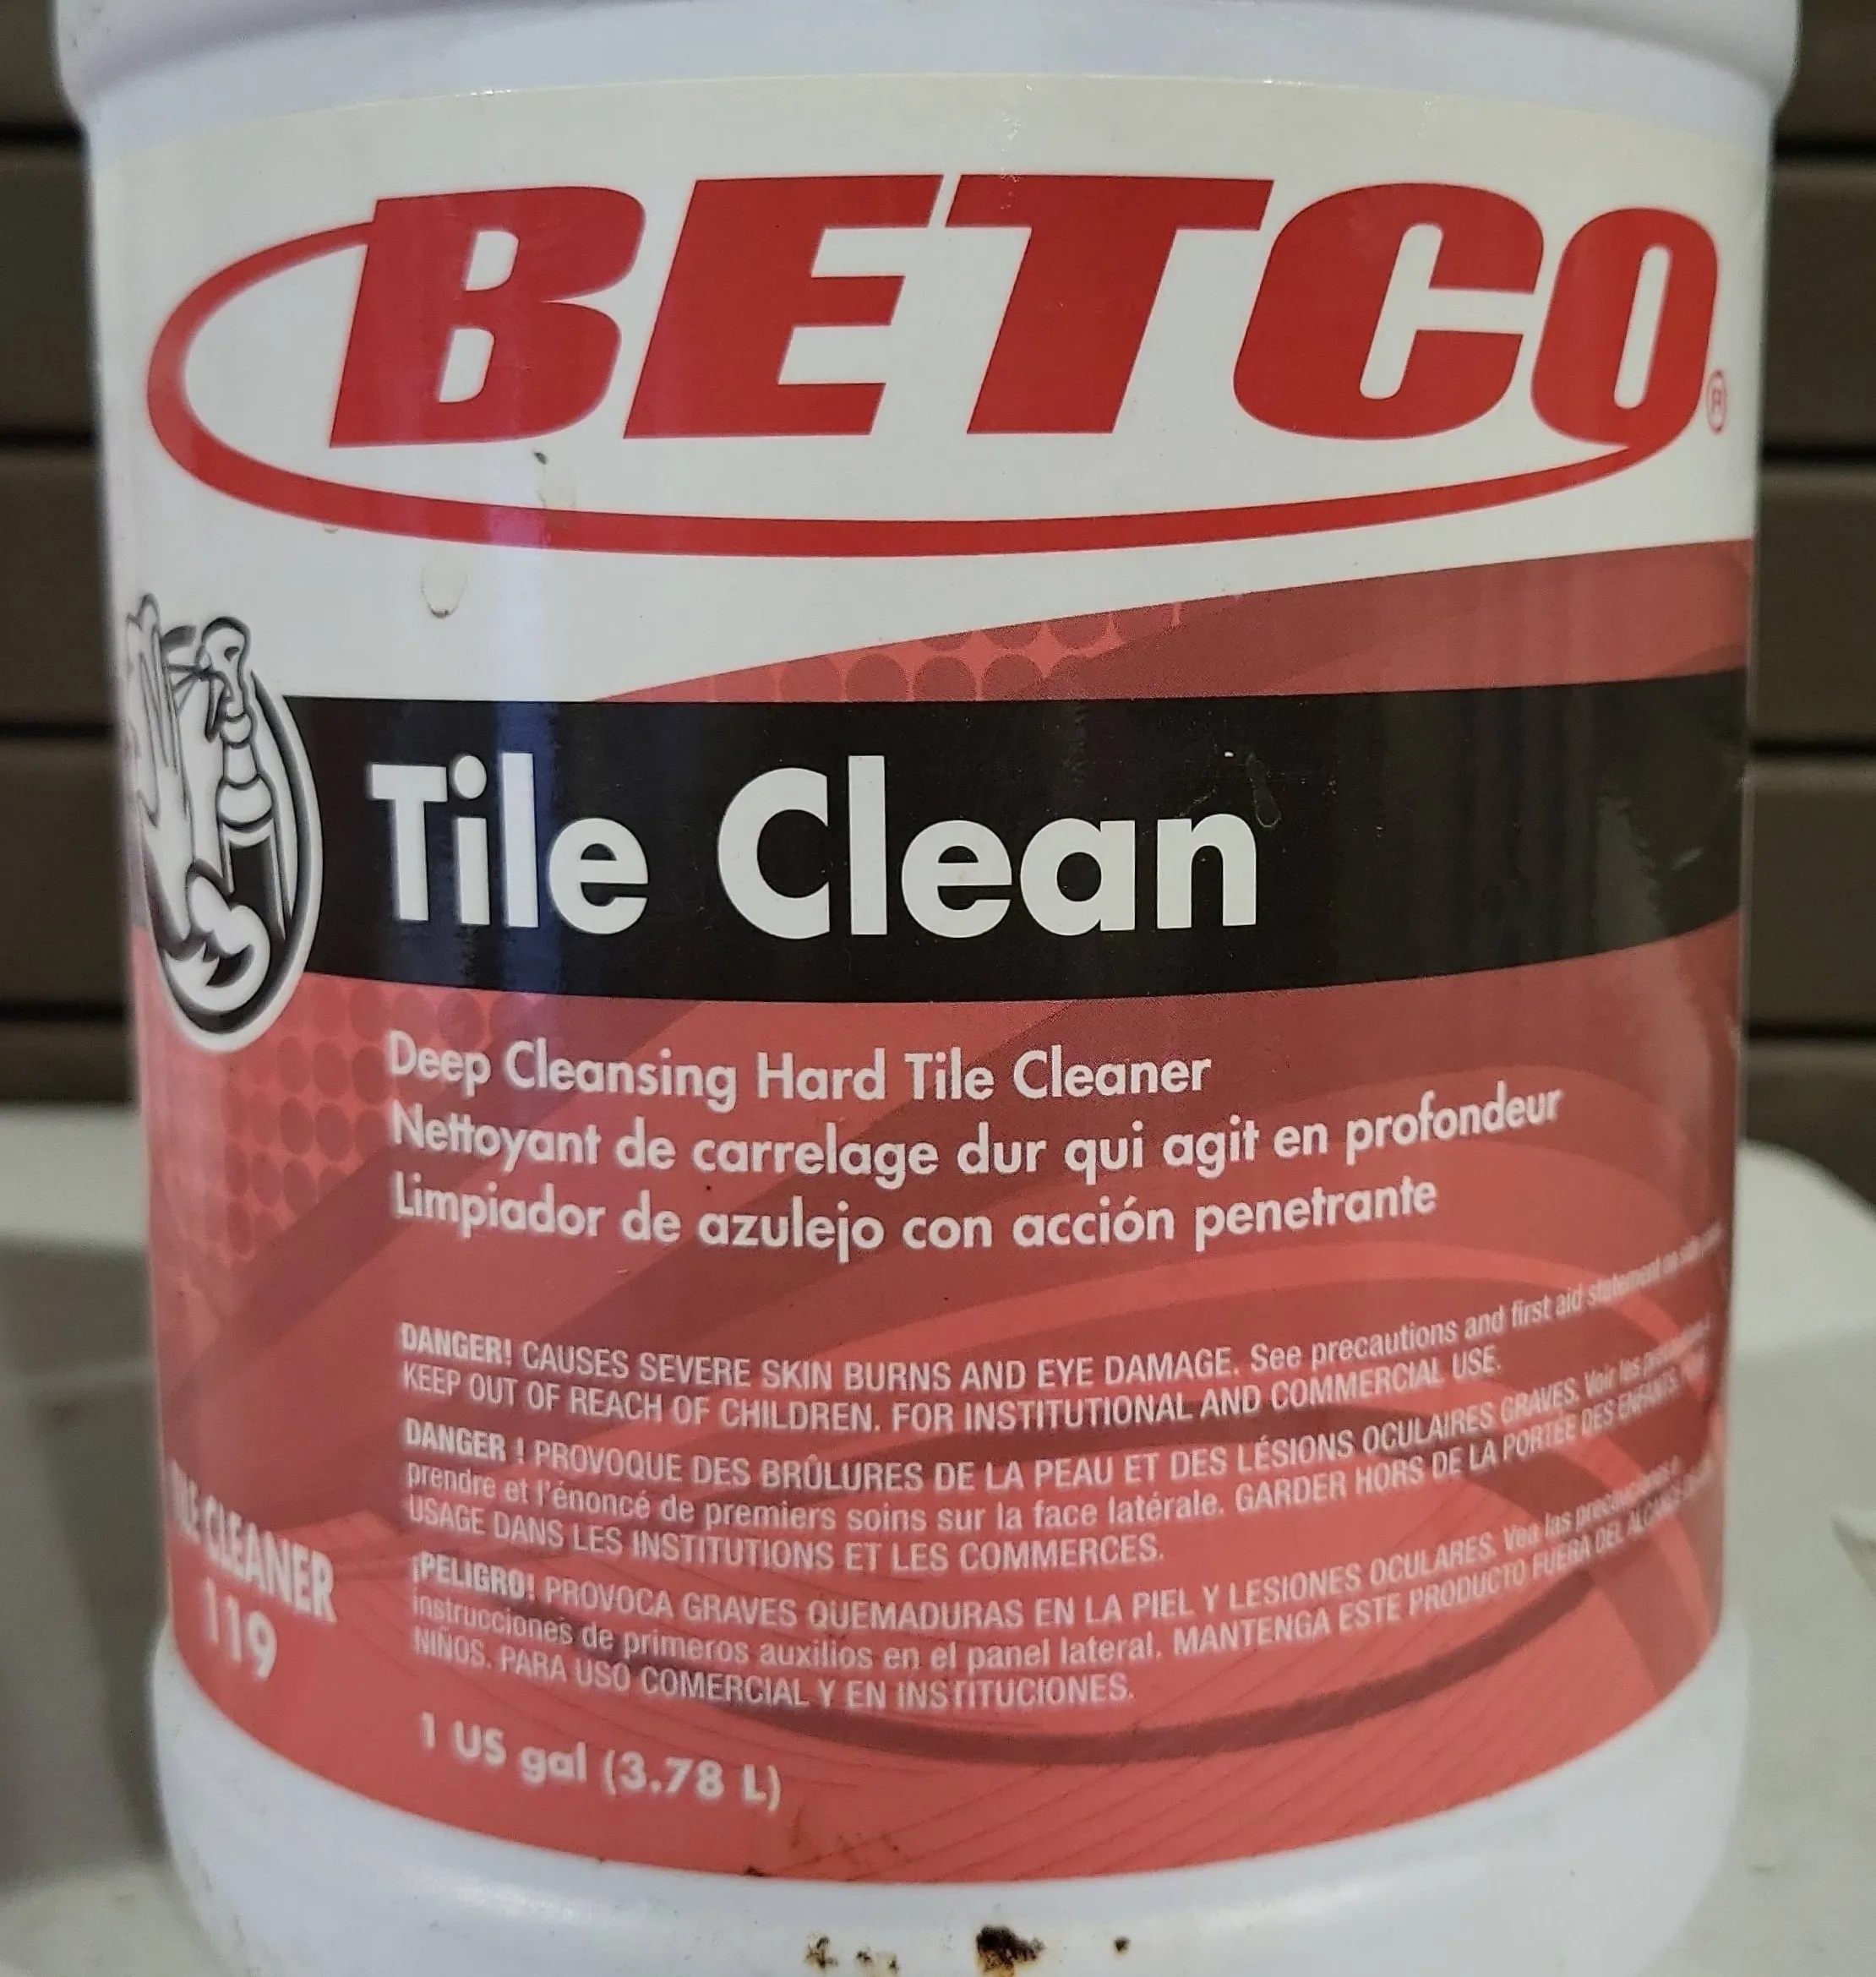 BETCO®
Tile Clean
Deep Cleansing Hard Tile Cleaner
Nettoyant de carrelage dur qui agit en profondeur
Limpiador de azulejo con acción penetrante
DANGER! CAUSES SEVERE SKIN BURNS AND EYE DAMAGE. See precautions and first aid statement on side
KEEP OUT OF REACH OF CHILDREN. FOR INSTITUTIONAL AND COMMERCIAL USE.
DANGER ! PROVOQUE DES BRÛLURES DE LA PEAU ET DES LÉSIONS OCULAIRES GRAVES. Voir les
prendre et l'énoncé de premiers soins sur la face latérale. GARDER HORS DE LA PORTÉE DES ENFANTS.
USAGE DANS LES INSTITUTIONS ET LES COMMERCES.
¡PELIGRO! PROVOCA GRAVES QUEMADURAS EN LA PIEL Y LESIONES OCULARES. Vea las precauciones
instrucciones de primeros auxilios en el panel lateral. MANTENGA ESTE PRODUCTO FUERA DEL ALCANCE
NIÑOS. PARA USO COMERCIAL Y EN INSTITUCIONES.
CLEANER
119
1 US gal (3.78 L)